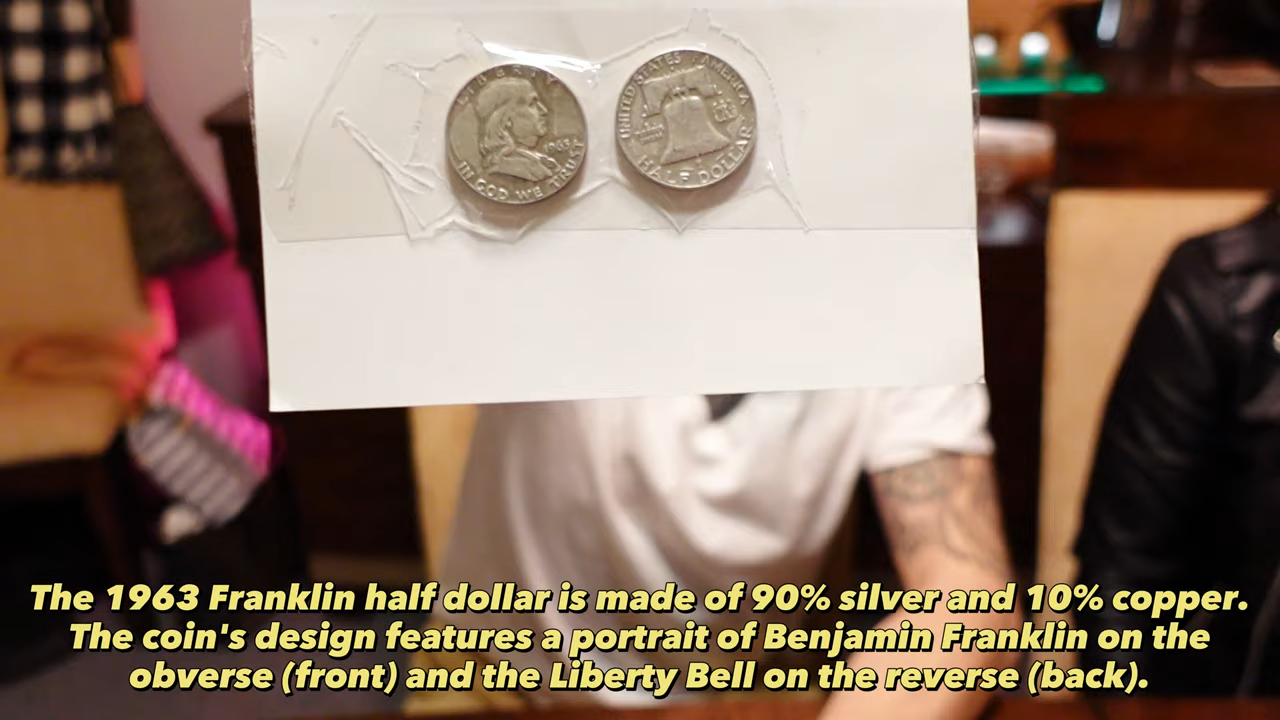 LIBERTY
1963
IN GOD WE TRUST
UNITED STATES OF AMERICA
HALF DOLLAR
The 1963 Franklin half dollar is made of 90% silver and 10% copper.
The coin's design features a portrait of Benjamin Franklin on the
obverse (front) and the Liberty Bell on the reverse (back).